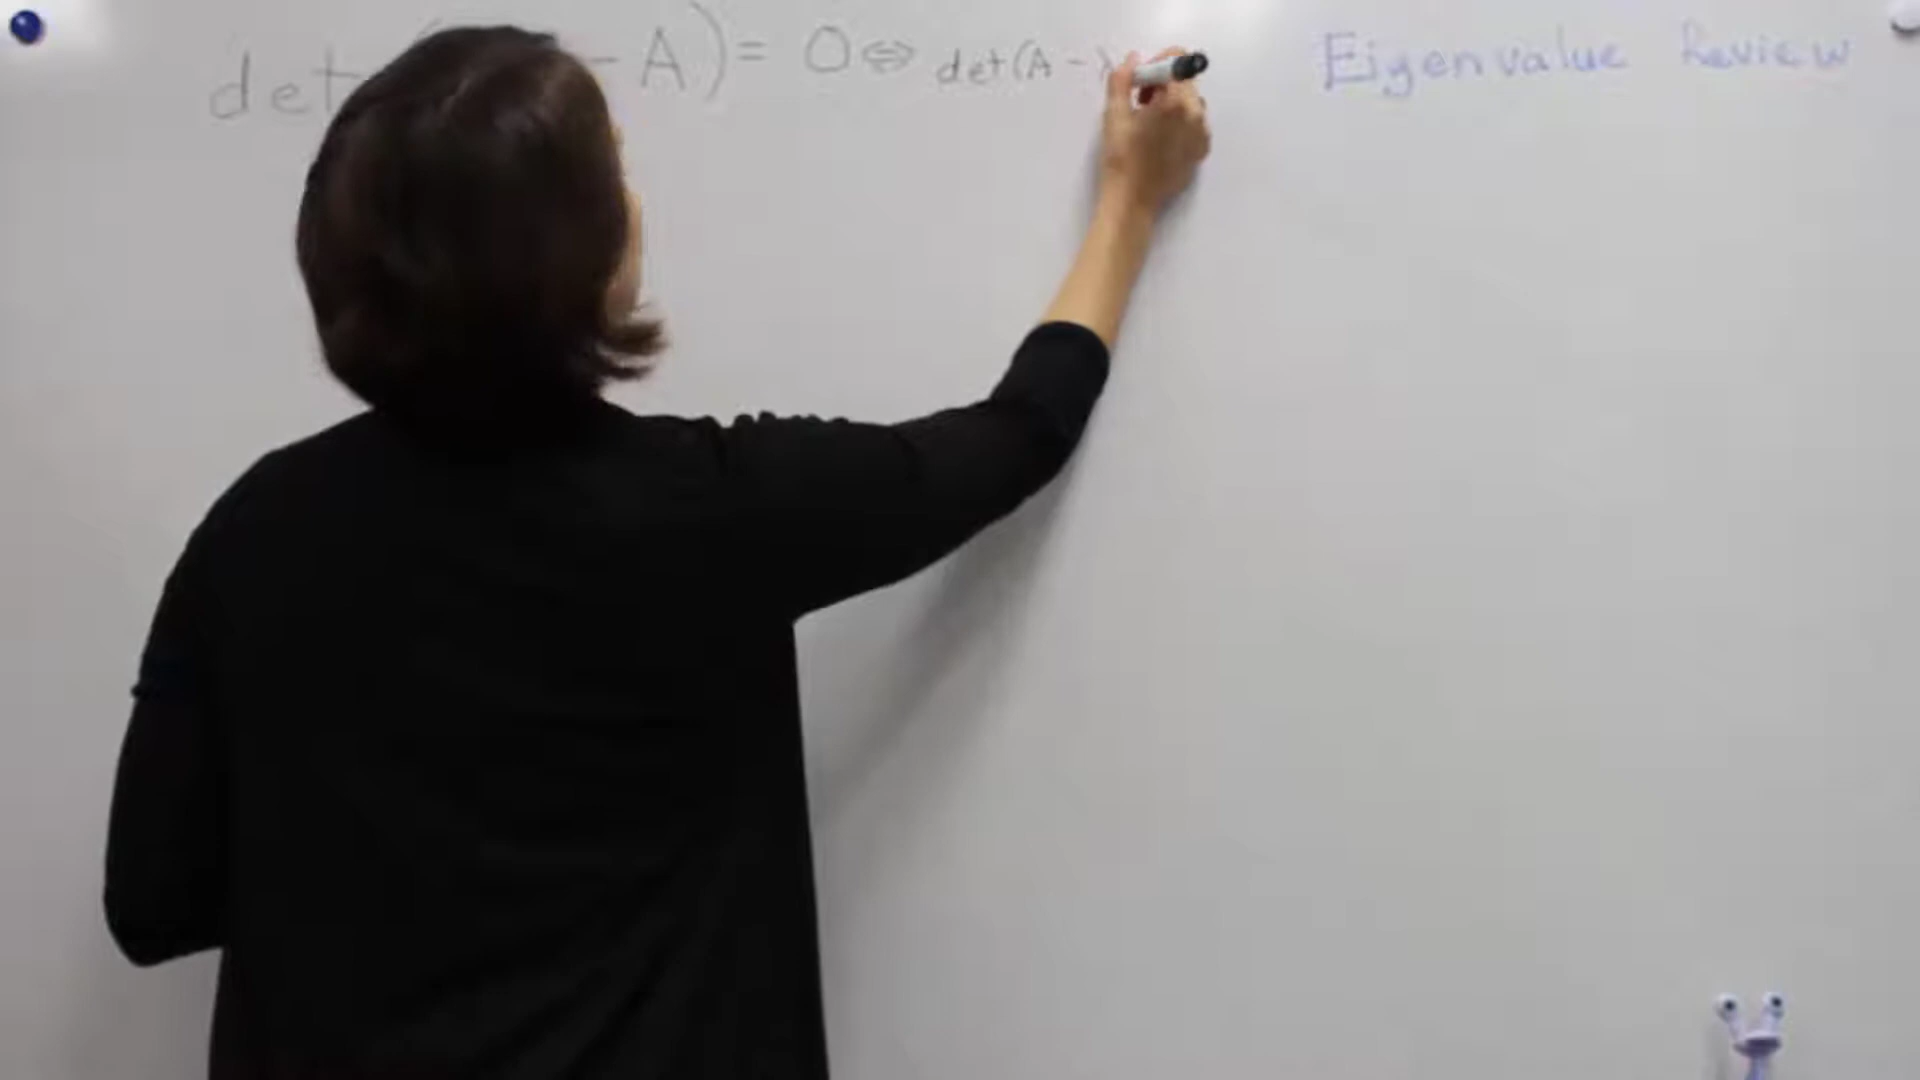 det( - A) = 0 ⇔ det(A - λ
Eigenvalue Review